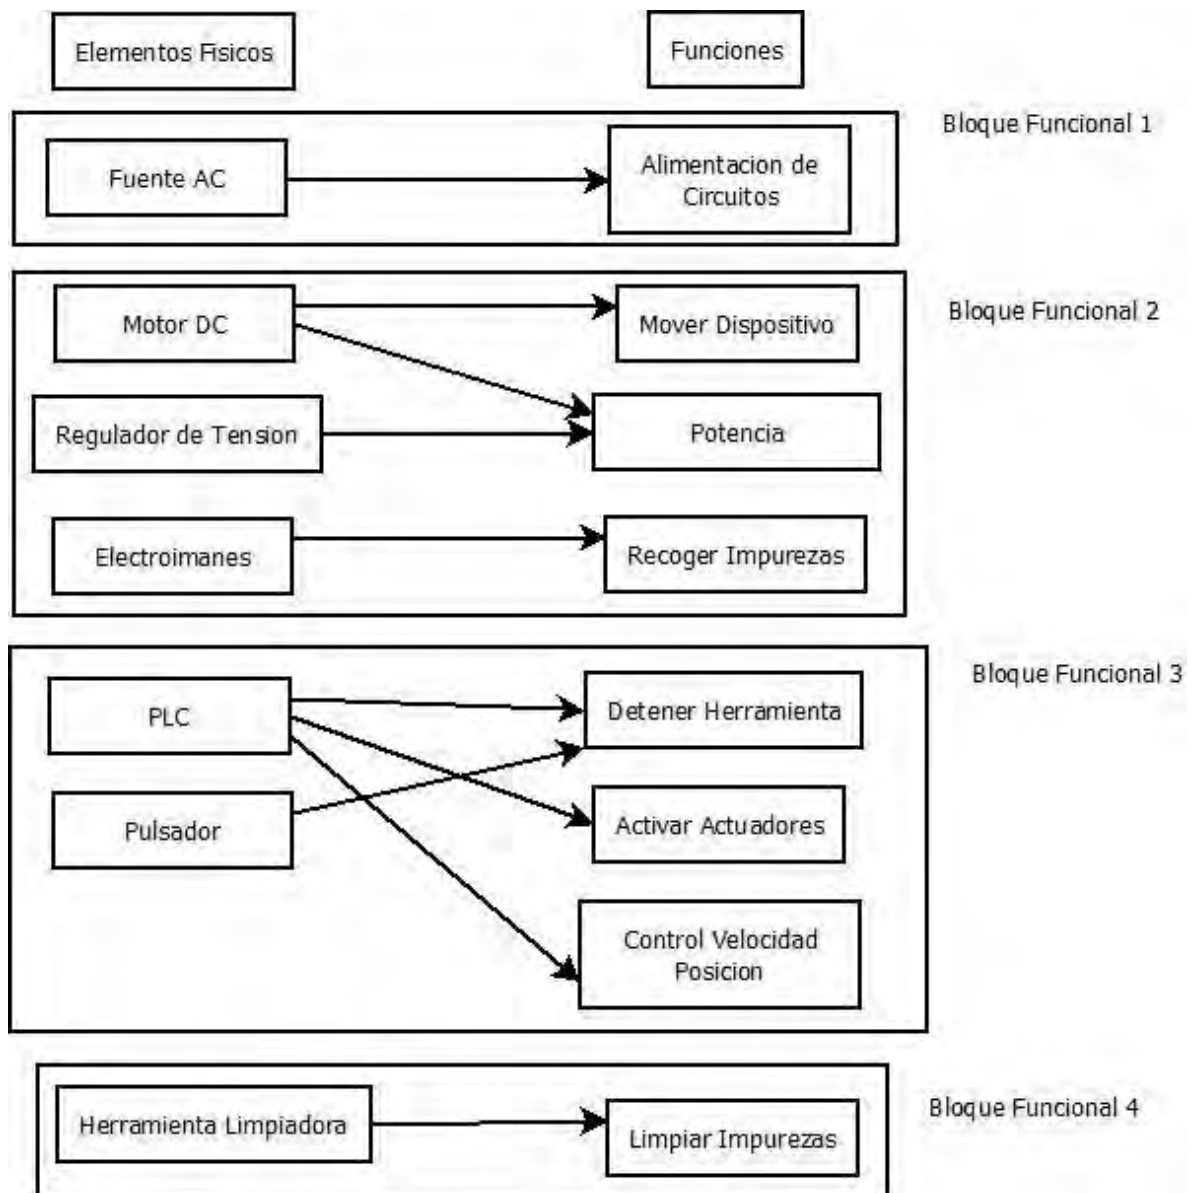 Elementos Fisicos
Funciones
Bloque Funcional 1
Fuente AC
Alimentacion de
Circuitos
Bloque Funcional 2
Motor DC
Mover Dispositivo
Regulador de Tension
Potencia
Electroimanes
Recoger Impurezas
Bloque Funcional 3
PLC
Detener Herramienta
Pulsador
Activar Actuadores
Control Velocidad
Posicion
Bloque Funcional 4
Herramienta Limpiadora
Limpiar Impurezas